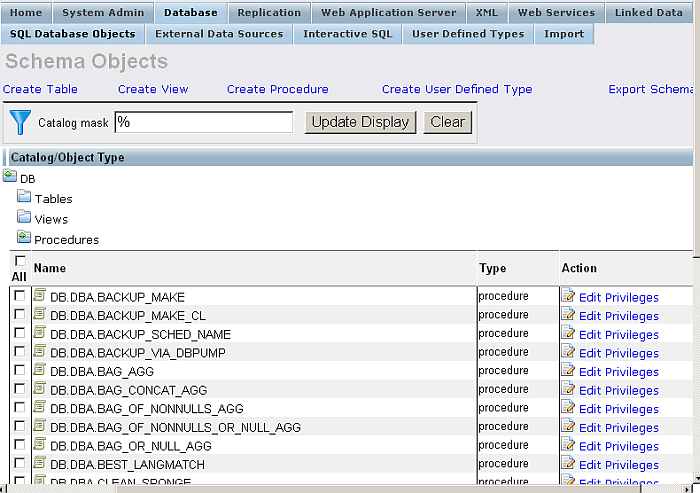 Home System Admin Database Replication Web Application Server XML Web Services Linked Data
SQL Database Objects External Data Sources Interactive SQL User Defined Types Import
Schema Objects
Create Table Create View Create Procedure Create User Defined Type Export Schema
Catalog mask % Update Display Clear
Catalog/Object Type
DB
Tables
Views
Procedures
All Name Type Action
DB.DBA.BACKUP_MAKE procedure Edit Privileges
DB.DBA.BACKUP_MAKE_CL procedure Edit Privileges
DB.DBA.BACKUP_SCHED_NAME procedure Edit Privileges
DB.DBA.BACKUP_VIA_DBPUMP procedure Edit Privileges
DB.DBA.BAG_AGG procedure Edit Privileges
DB.DBA.BAG_CONCAT_AGG procedure Edit Privileges
DB.DBA.BAG_OF_NONNULLS_AGG procedure Edit Privileges
DB.DBA.BAG_OF_NONNULLS_OR_NULL_AGG procedure Edit Privileges
DB.DBA.BAG_OR_NULL_AGG procedure Edit Privileges
DB.DBA.BEST_LANGMATCH procedure Edit Privileges
DB.DBA.CLEAN_SPONGE procedure Edit Privileges